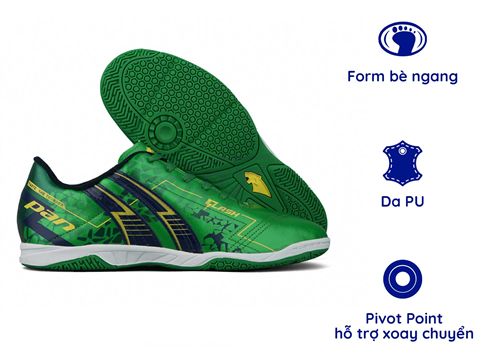 Form bè ngang
Da PU
Pivot Point
hỗ trợ xoay chuyển
Pan
FLASH